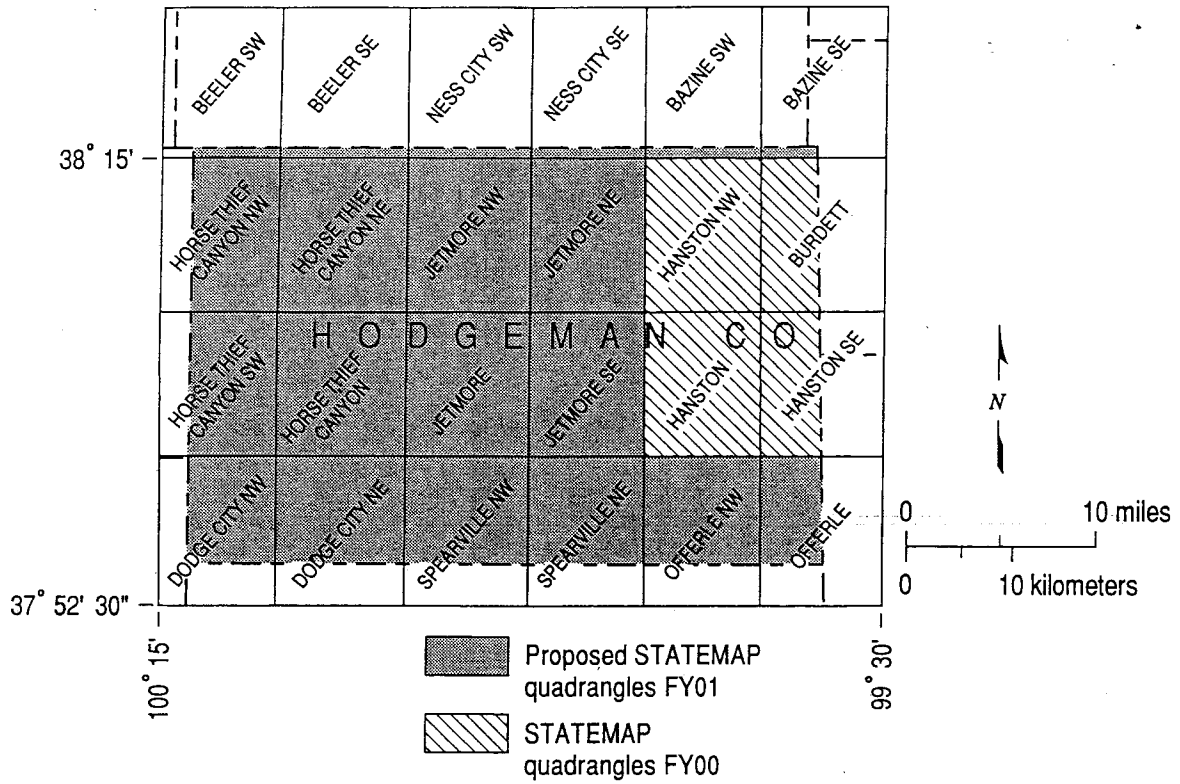 BEELER SW
BEELER SE
NESS CITY SW
NESS CITY SE
BAZINE SW
BAZINE SE
38° 15'
HORSE THIEF
CANYON NW
HORSE THIEF
CANYON NE
JETMORE NW
JETMORE NE
HANSTON NW
BURDETT
HODGEMAN CO
HORSE THIEF
CANYON SW
HORSE THIEF
CANYON
JETMORE
JETMORE SE
HANSTON
HANSTON SE
N
DODGE CITY NW
DODGE CITY NE
SPEARVILLE NW
SPEARVILLE NE
OFFERLE NW
OFFERLE
0 10 miles
0 10 kilometers
37° 52' 30"
100° 15'
99° 30'
Proposed STATEMAP
quadrangles FY01
STATEMAP
quadrangles FY00